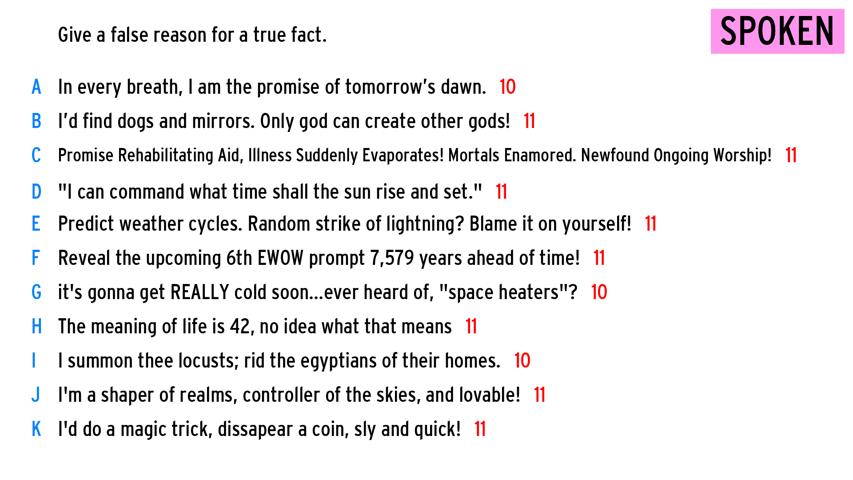 Give a false reason for a true fact.
SPOKEN
A In every breath, I am the promise of tomorrow’s dawn. 10
B I’d find dogs and mirrors. Only god can create other gods! 11
C Promise Rehabilitating Aid, Illness Suddenly Evaporates! Mortals Enamored. Newfound Ongoing Worship! 11
D "I can command what time shall the sun rise and set." 11
E Predict weather cycles. Random strike of lightning? Blame it on yourself! 11
F Reveal the upcoming 6th EWOW prompt 7,579 years ahead of time! 11
G it's gonna get REALLY cold soon...ever heard of, "space heaters"? 10
H The meaning of life is 42, no idea what that means 11
I I summon thee locusts; rid the egyptians of their homes. 10
J I'm a shaper of realms, controller of the skies, and lovable! 11
K I'd do a magic trick, dissapear a coin, sly and quick! 11